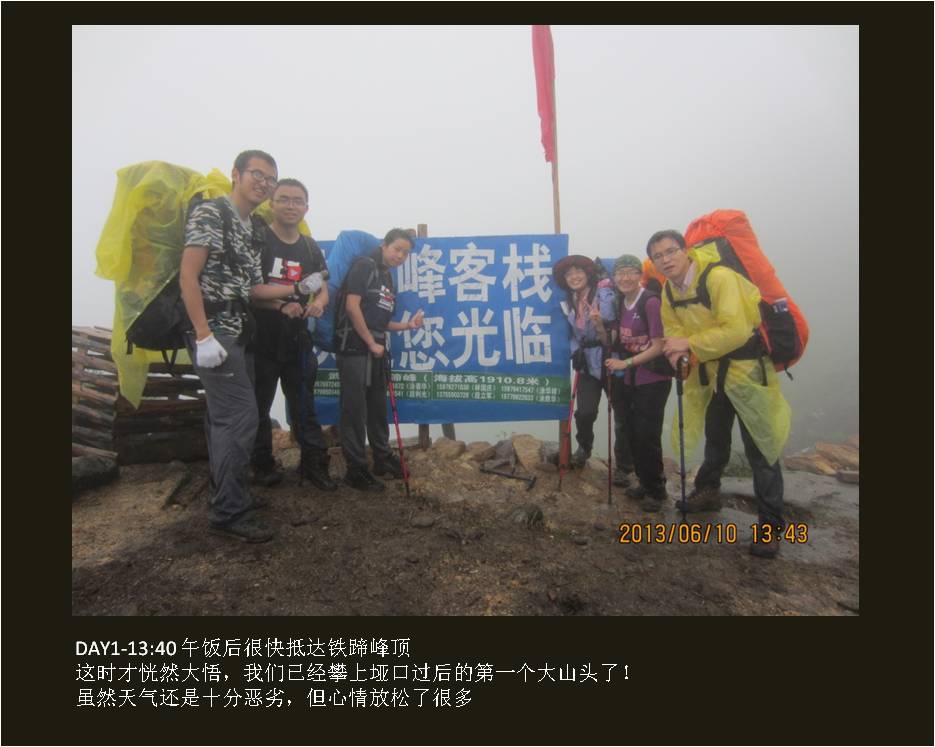 峰客栈
您光临
蹄峰（海拔高1910.8米）
2013/06/10 13:43
DAY1-13:40 午饭后很快抵达铁蹄峰顶
这时才恍然大悟，我们已经攀上垭口过后的第一个大山头了！
虽然天气还是十分恶劣，但心情放松了很多